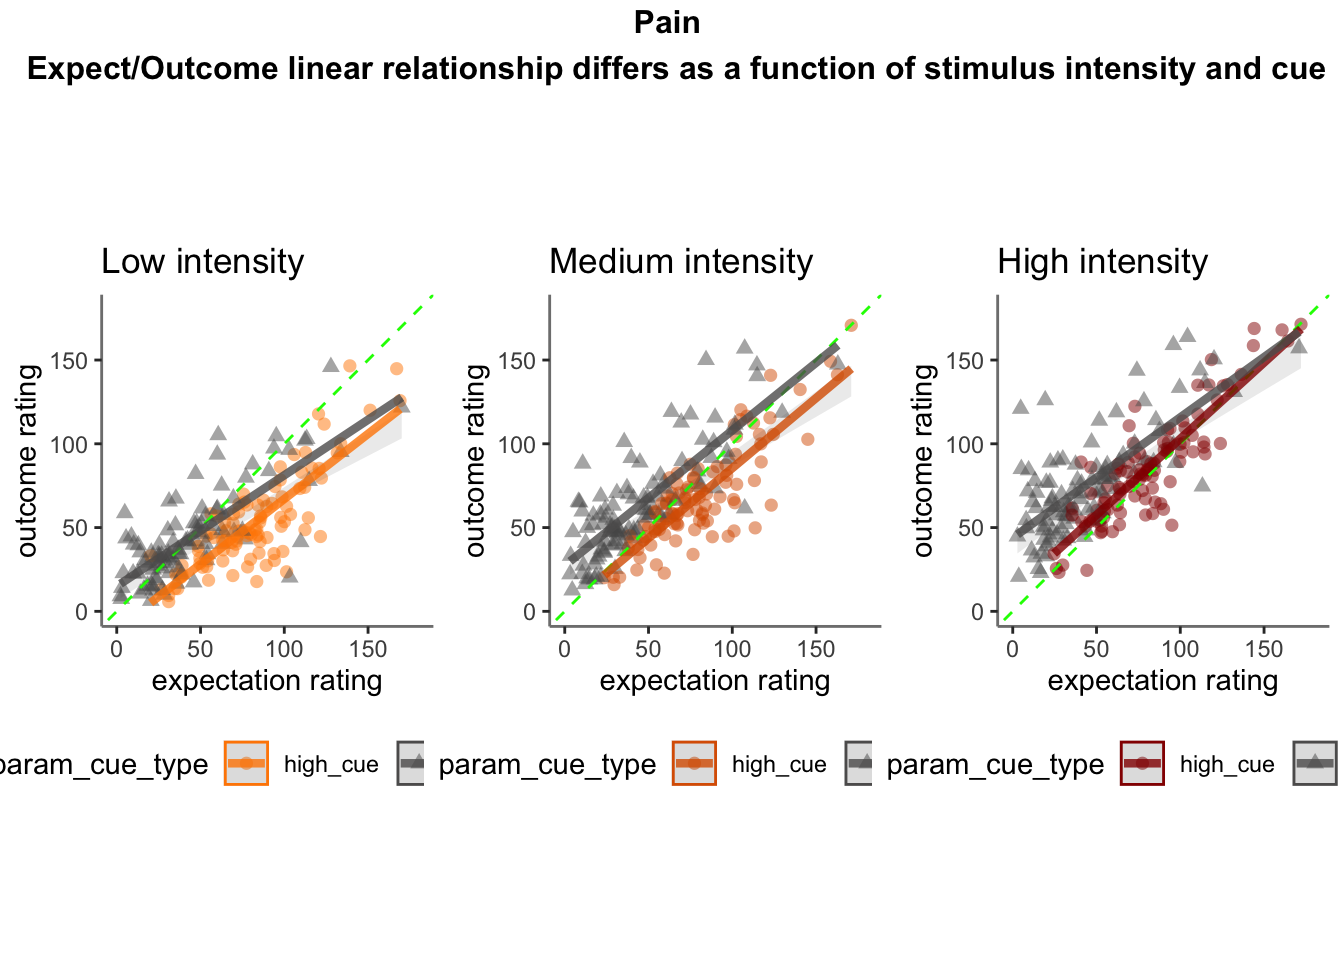 Pain
Expect/Outcome linear relationship differs as a function of stimulus intensity and cue
Low intensity
Medium intensity
High intensity
outcome rating
150
100
50
0
0 50 100 150
expectation rating
outcome rating
150
100
50
0
0 50 100 150
expectation rating
outcome rating
150
100
50
0
0 50 100 150
expectation rating
param_cue_type high_cue
param_cue_type high_cue
param_cue_type high_cue